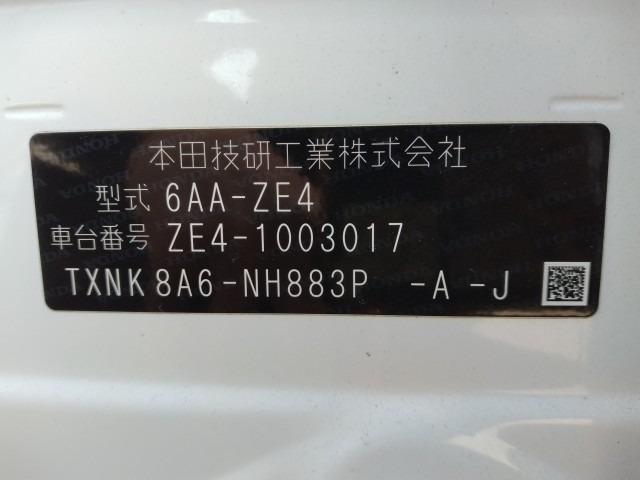 本田技研工業株式会社
型式 6AA-ZE4
車台番号 ZE4-1003017
TXNK 8A6-NH883P -A -J